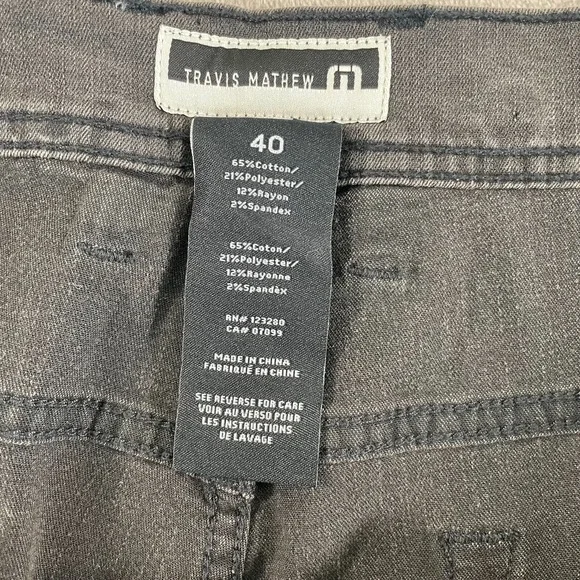 TRAVIS MATHEW
40
65%Cotton/
21%Polyester/
12%Rayon
2%Spandex
65%Coton/
21%Polyester/
12%Rayonne
2%Spandèx
RN# 123280
CA# 07099
MADE IN CHINA
FABRIQUÉ EN CHINE
SEE REVERSE FOR CARE
VOIR AU VERSO POUR
LES INSTRUCTIONS
DE LAVAGE